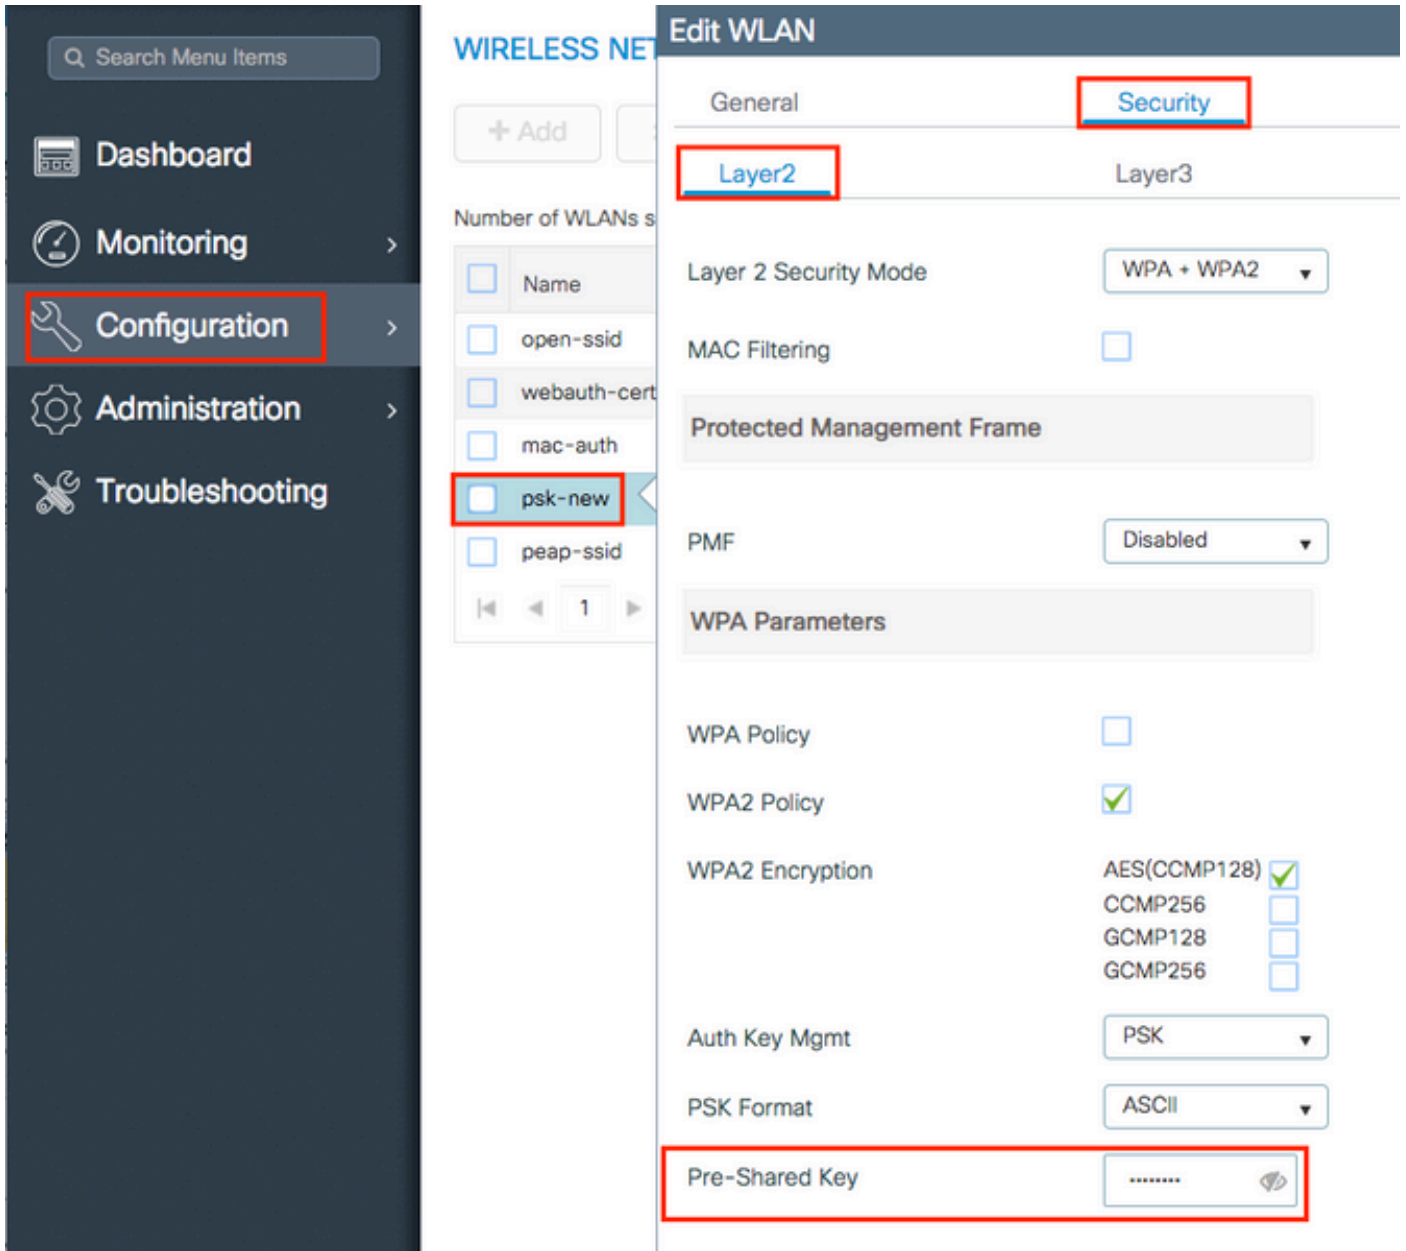 Search Menu Items
Dashboard
Monitoring
Configuration
Administration
Troubleshooting
WIRELESS NET
+ Add
Number of WLANs s
Name
open-ssid
webauth-cert
mac-auth
psk-new
peap-ssid
1
Edit WLAN
General Security
Layer2 Layer3
Layer 2 Security Mode WPA + WPA2
MAC Filtering
Protected Management Frame
PMF Disabled
WPA Parameters
WPA Policy
WPA2 Policy
WPA2 Encryption AES(CCMP128)
CCMP256
GCMP128
GCMP256
Auth Key Mgmt PSK
PSK Format ASCII
Pre-Shared Key ········